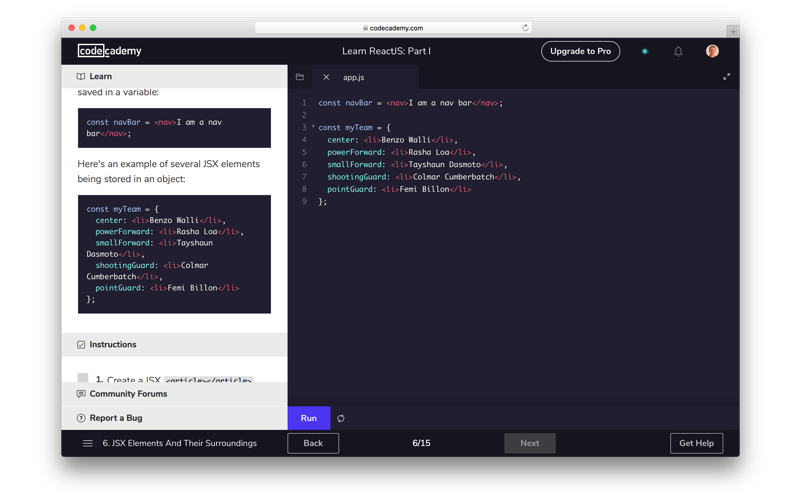 codecademy.com
codecademy
Learn ReactJS: Part I
Upgrade to Pro
Learn
app.js
saved in a variable:
const navBar = <nav>I am a nav
bar</nav>;
Here's an example of several JSX elements
being stored in an object:
const myTeam = {
center: <li>Benzo Walli</li>,
powerForward: <li>Rasha Loa</li>,
smallForward: <li>Tayshaun
Dasmoto</li>,
shootingGuard: <li>Colmar
Cumberbatch</li>,
pointGuard: <li>Femi Billon</li>
};
Instructions
1. Create a JSX <article></article>
Community Forums
Report a Bug
1 const navBar = <nav>I am a nav bar</nav>;
2
3 const myTeam = {
4 center: <li>Benzo Walli</li>,
5 powerForward: <li>Rasha Loa</li>,
6 smallForward: <li>Tayshaun Dasmoto</li>,
7 shootingGuard: <li>Colmar Cumberbatch</li>,
8 pointGuard: <li>Femi Billon</li>
9 };
Run
6. JSX Elements And Their Surroundings
Back
6/15
Next
Get Help